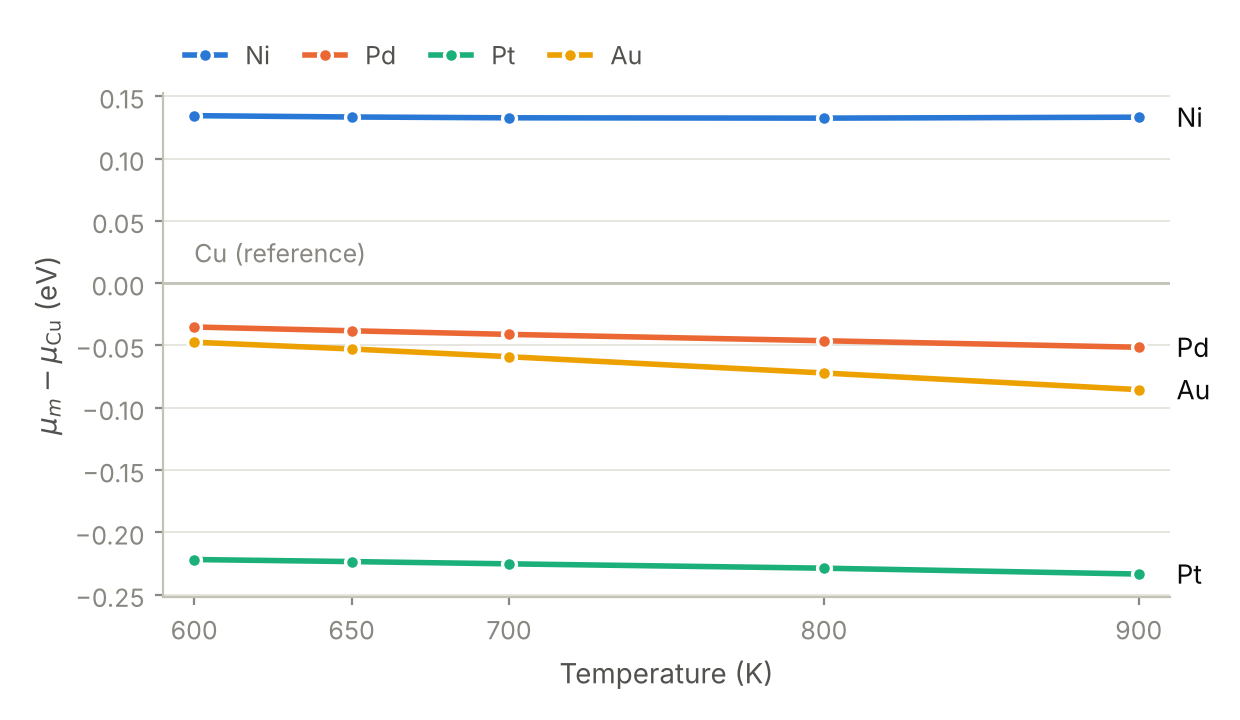 Ni Pd Pt Au
0.15
0.10
0.05
0.00
−0.05
−0.10
−0.15
−0.20
−0.25
μm − μCu (eV)
Cu (reference)
Ni
Pd
Au
Pt
600 650 700 800 900
Temperature (K)